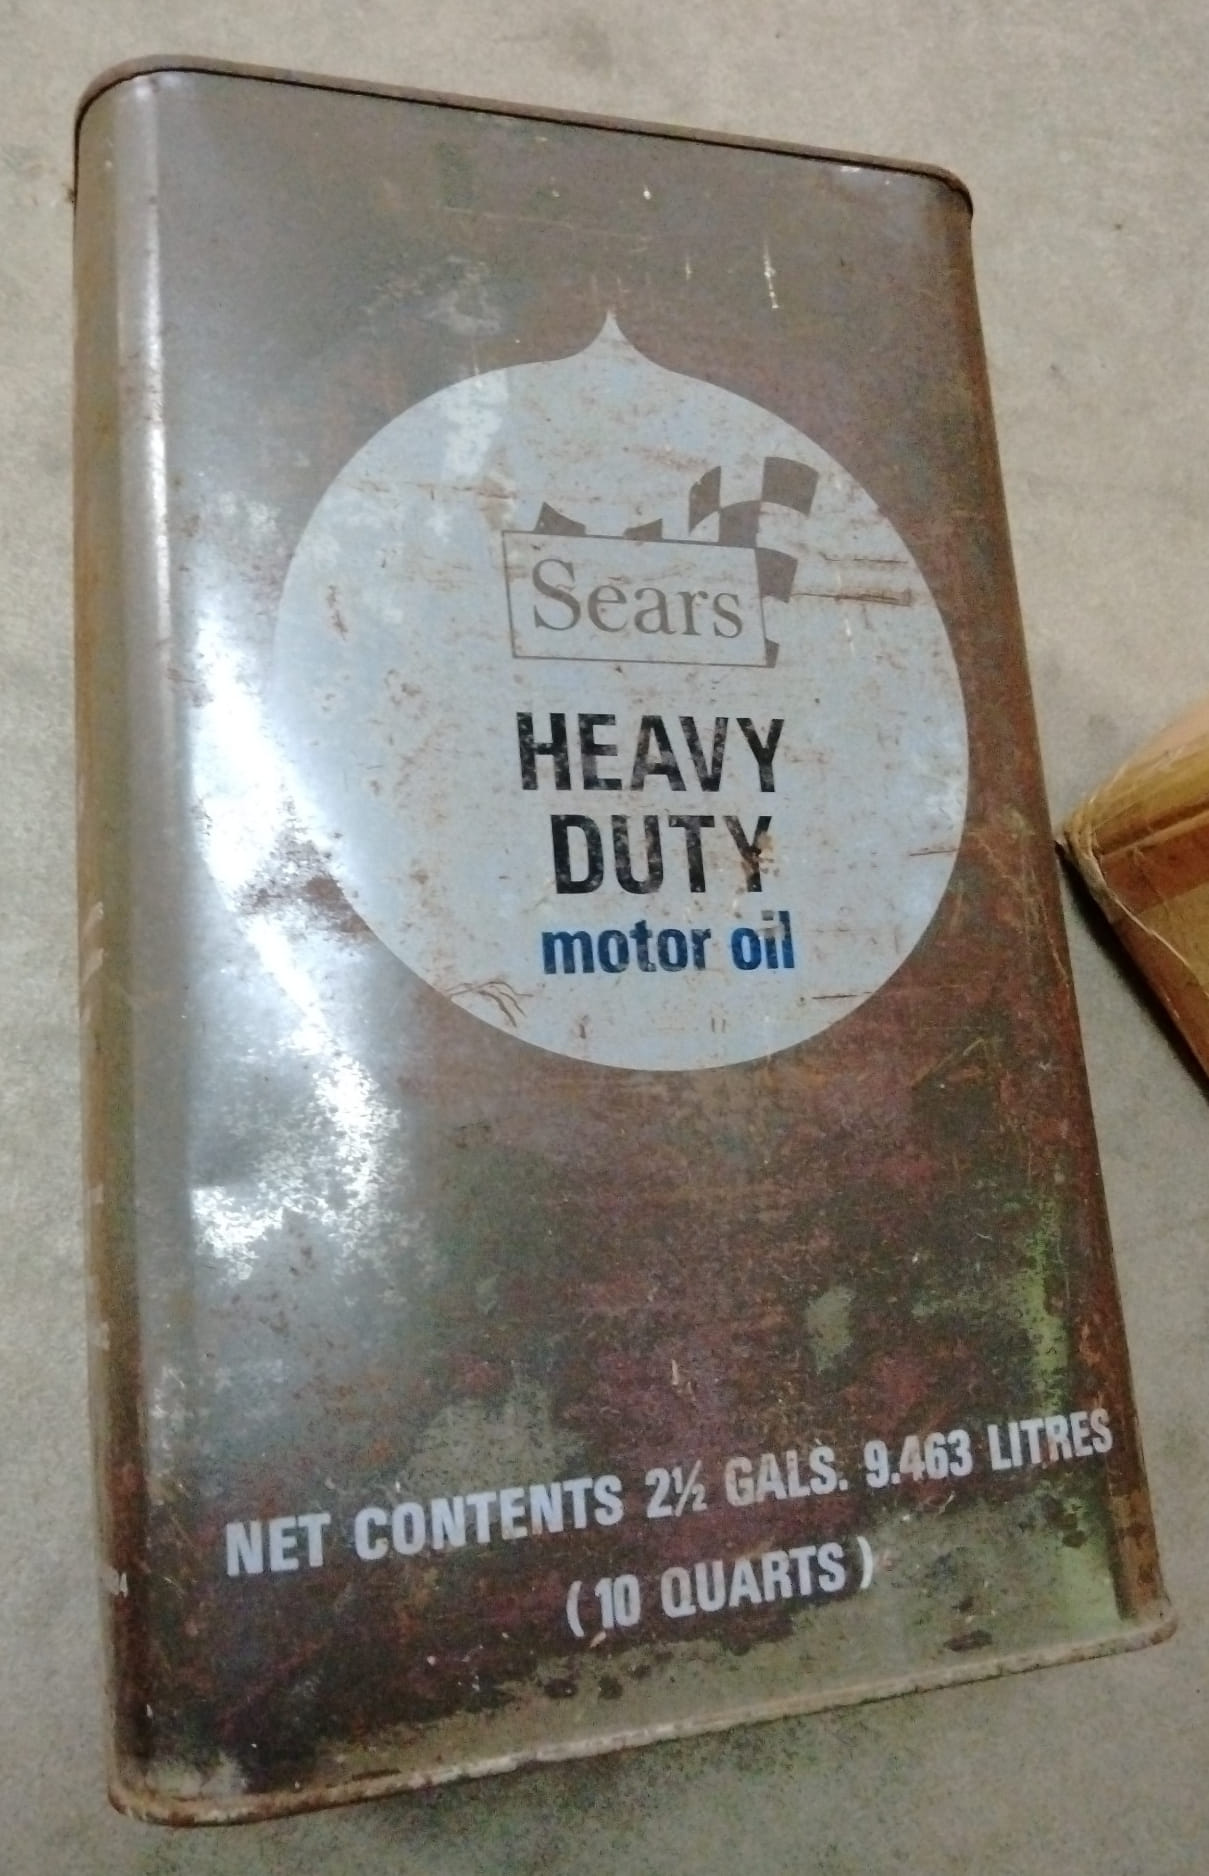 Sears
HEAVY
DUTY
motor oil
NET CONTENTS 2½ GALS. 9.463 LITRES
(10 QUARTS)